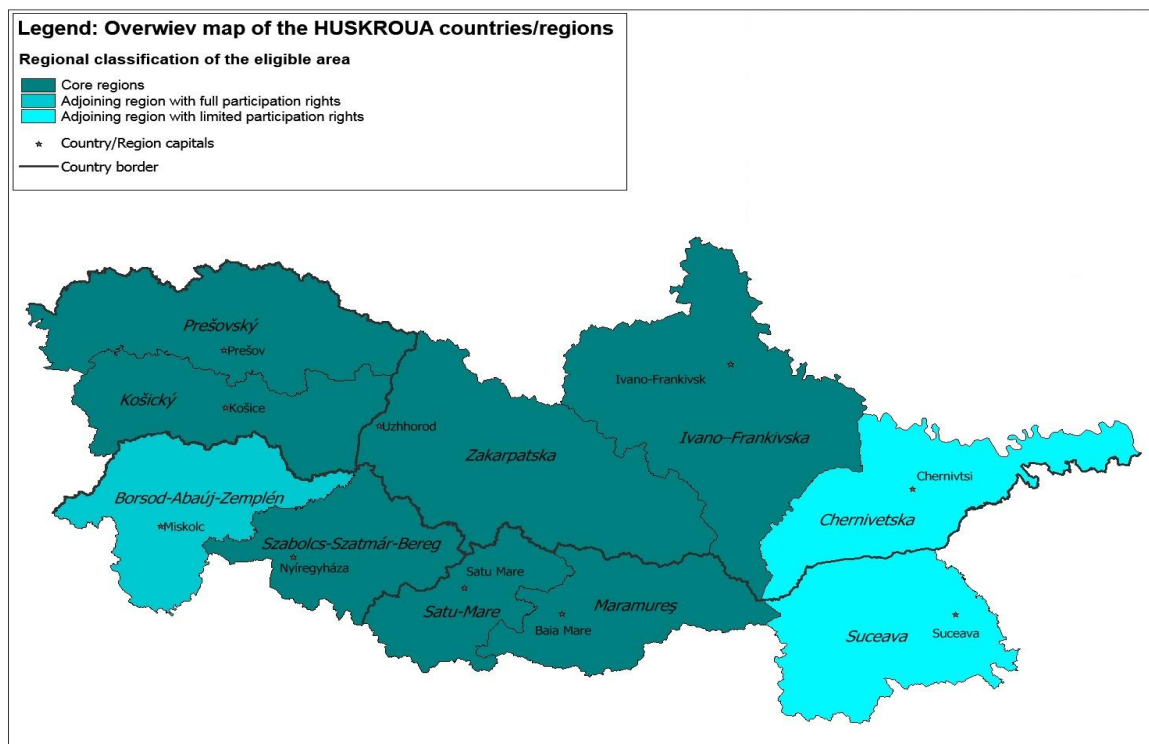 Legend: Overwiev map of the HUSKROUA countries/regions
Regional classification of the eligible area
Core regions
Adjoining region with full participation rights
Adjoining region with limited participation rights
Country/Region capitals
Country border
Prešovský
Prešov
Ivano-Frankivsk
Košický
Košice
Uzhhorod
Ivano–Frankivska
Zakarpatska
Chernivtsi
Borsod-Abaúj-Zemplén
Miskolc
Chernivetska
Szabolcs-Szatmár-Bereg
Nyíregyháza
Satu Mare
Satu-Mare
Maramureş
Baia Mare
Suceava
Suceava